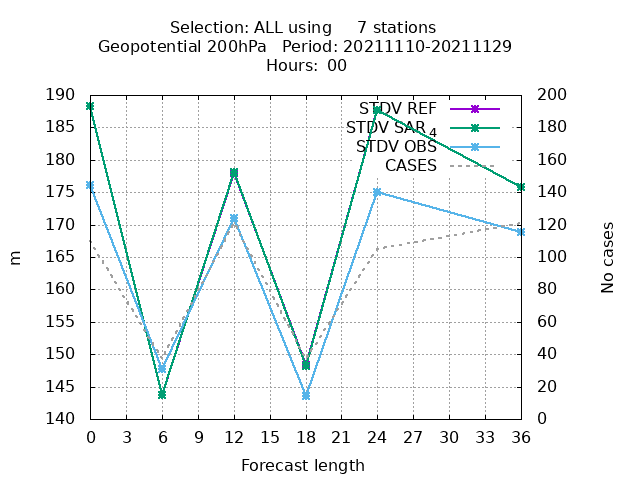 Selection: ALL using     7 stations
Geopotential 200hPa   Period: 20211110-20211129
Hours:  00
190
185
180
175
170
165
160
155
150
145
140
m
200
180
160
140
120
100
80
60
40
20
0
No cases
STDV REF
STDV SAR4
STDV OBS
CASES
0 3 6 9 12 15 18 21 24 27 30 33 36
Forecast length